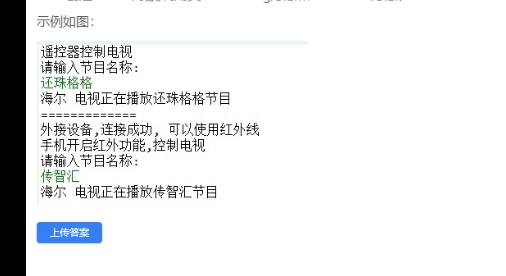 示例如图：
遥控器控制电视
请输入节目名称:
还珠格格
海尔 电视正在播放还珠格格节目
=============
外接设备,连接成功, 可以使用红外线
手机开启红外功能,控制电视
请输入节目名称:
传智汇
海尔 电视正在播放传智汇节目
上传答案